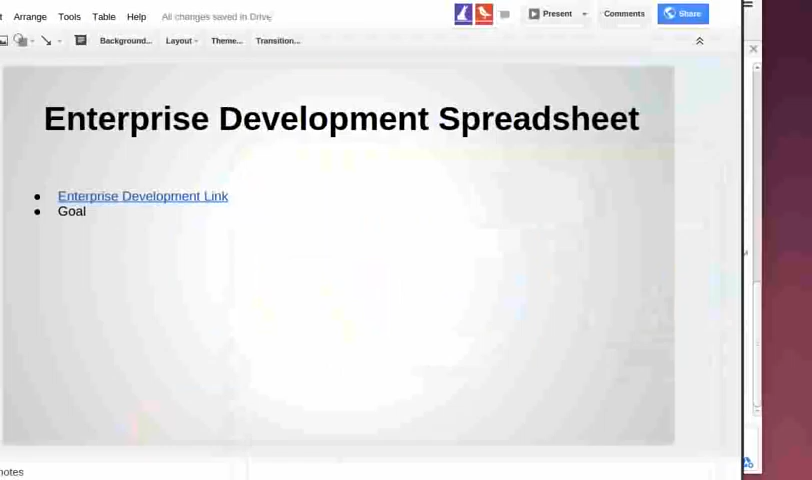 Arrange Tools Table Help All changes saved in Drive
Present Comments Share
Background... Layout Theme... Transition...
Enterprise Development Spreadsheet
Enterprise Development Link
Goal
notes